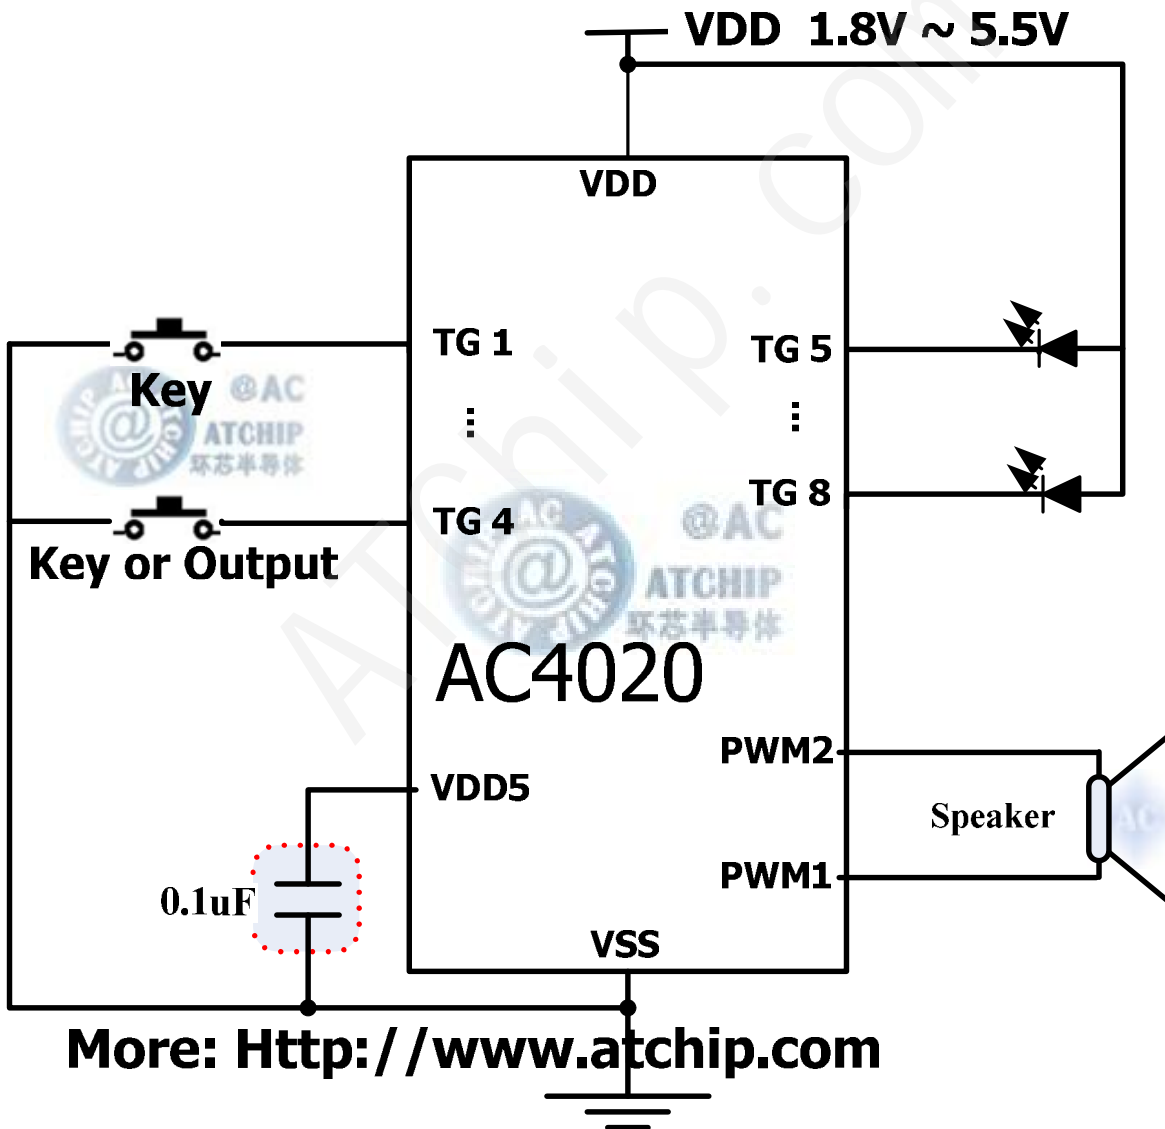 VDD 1.8V ~ 5.5V
VDD
TG 1
TG 5
Key
@AC
ATCHIP
环芯半导体
TG 8
TG 4
Key or Output
@AC
ATCHIP
环芯半导体
AC4020
PWM2
VDD5
Speaker
AC
PWM1
0.1uF
VSS
More: Http://www.atchip.com
ATchip.com